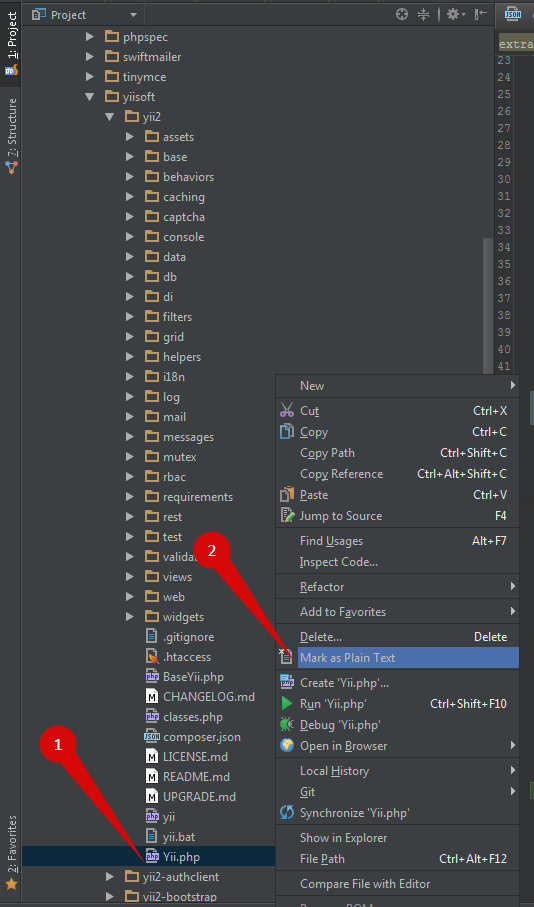 1: Project
7: Structure
2: Favorites
Project
phpspec
swiftmailer
tinymce
yiisoft
yii2
assets
base
behaviors
caching
captcha
console
data
db
di
filters
grid
helpers
i18n
log
mail
messages
mutex
rbac
requirements
rest
test
views
web
widgets
.gitignore
.htaccess
BaseYii.php
CHANGELOG.md
classes.php
composer.json
LICENSE.md
README.md
UPGRADE.md
yii
yii.bat
Yii.php
yii2-authclient
yii2-bootstrap
1
2
New
Cut Ctrl+X
Copy Ctrl+C
Copy Path Ctrl+Shift+C
Copy Reference Ctrl+Alt+Shift+C
Paste Ctrl+V
Jump to Source F4
Find Usages Alt+F7
Inspect Code...
Refactor
Add to Favorites
Delete... Delete
Mark as Plain Text
Create 'Yii.php'...
Run 'Yii.php' Ctrl+Shift+F10
Debug 'Yii.php'
Open in Browser
Local History
Git
Synchronize 'Yii.php'
Show in Explorer
File Path Ctrl+Alt+F12
Compare File with Editor
JSON
extra
23
24
25
26
27
28
29
30
31
32
33
34
35
36
37
38
39
40
41